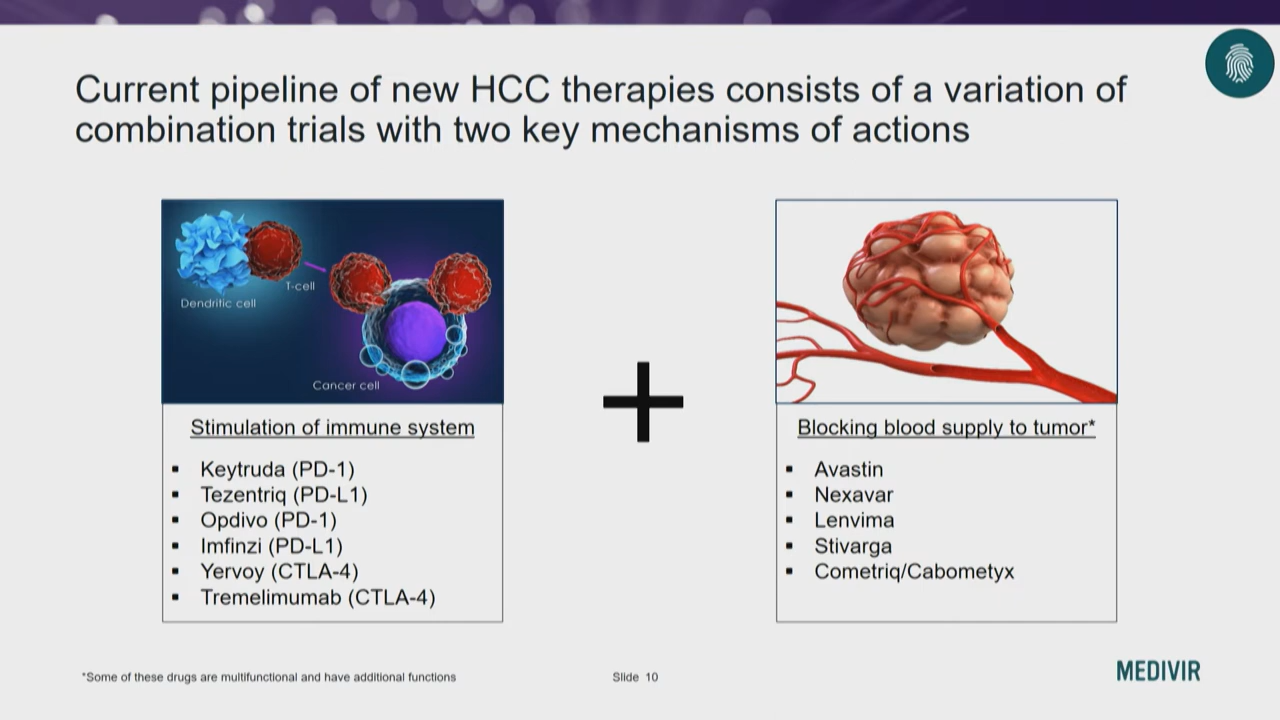 Current pipeline of new HCC therapies consists of a variation of
combination trials with two key mechanisms of actions
Dendritic cell
T-cell
Cancer cell
Stimulation of immune system
▪ Keytruda (PD-1)
▪ Tezentriq (PD-L1)
▪ Opdivo (PD-1)
▪ Imfinzi (PD-L1)
▪ Yervoy (CTLA-4)
▪ Tremelimumab (CTLA-4)
+
Blocking blood supply to tumor*
▪ Avastin
▪ Nexavar
▪ Lenvima
▪ Stivarga
▪ Cometriq/Cabometyx
*Some of these drugs are multifunctional and have additional functions
Slide 10
MEDIVIR